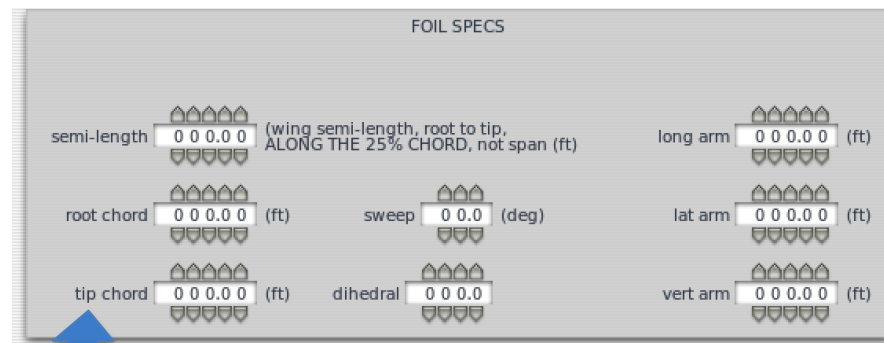 FOIL SPECS
semi-length 0 0 0.0 0 (wing semi-length, root to tip,
ALONG THE 25% CHORD, not span (ft)
long arm 0 0 0.0 0 (ft)
root chord 0 0 0.0 0 (ft)
sweep 0 0.0 (deg)
lat arm 0 0 0.0 0 (ft)
tip chord 0 0 0.0 0 (ft)
dihedral 0 0 0.0
vert arm 0 0 0.0 0 (ft)